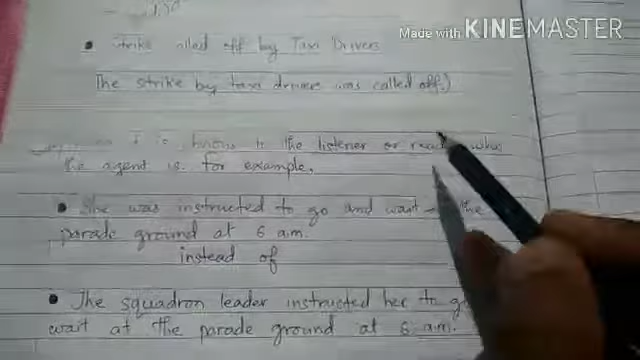 Made with KINEMASTER
• Strike called off by Taxi Drivers
The strike by taxi drivers was called off.)
it is known to the listener or reader who
the agent is. for example.
• She was instructed to go and wait the
parade ground at 6 a.m.
instead of
• The squadron leader instructed her to
wait at the parade ground at 6 a.m.